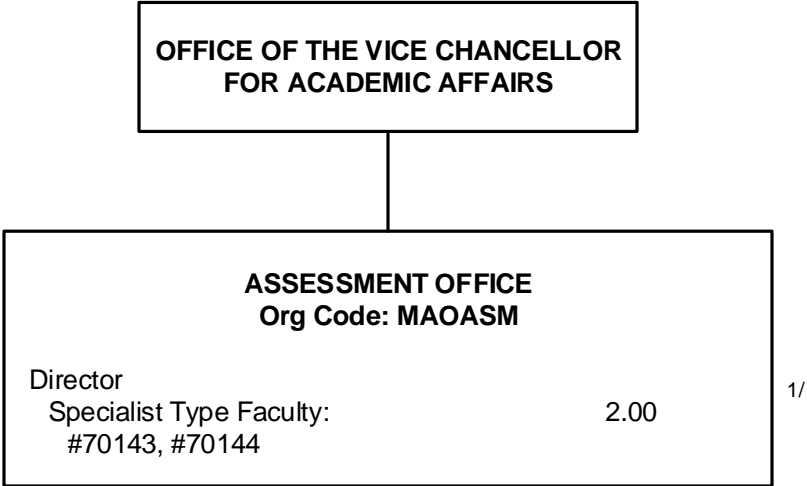 OFFICE OF THE VICE CHANCELLOR
FOR ACADEMIC AFFAIRS
ASSESSMENT OFFICE
Org Code: MAOASM
Director
Specialist Type Faculty: 2.00 1/
#70143, #70144